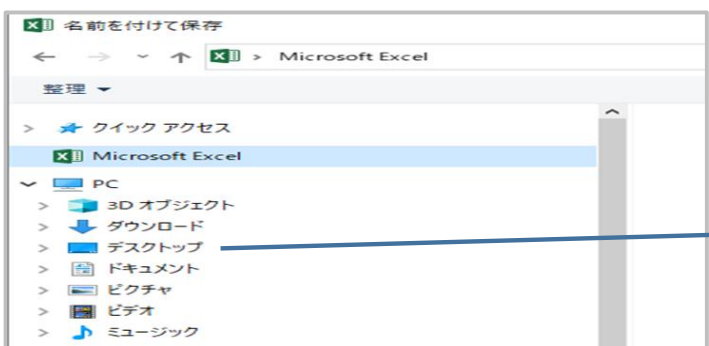 名前を付けて保存
Microsoft Excel
整理
クイック アクセス
Microsoft Excel
PC
3D オブジェクト
ダウンロード
デスクトップ
ドキュメント
ピクチャ
ビデオ
ミュージック